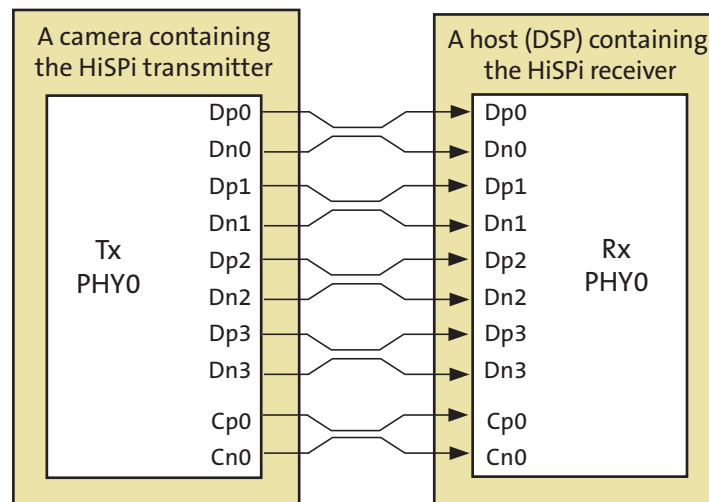 A camera containing
the HiSPi transmitter
Tx
PHY0
Dp0
Dn0
Dp1
Dn1
Dp2
Dn2
Dp3
Dn3
Cp0
Cn0
A host (DSP) containing
the HiSPi receiver
Dp0
Dn0
Dp1
Dn1
Dp2
Dn2
Dp3
Dn3
Cp0
Cn0
Rx
PHY0